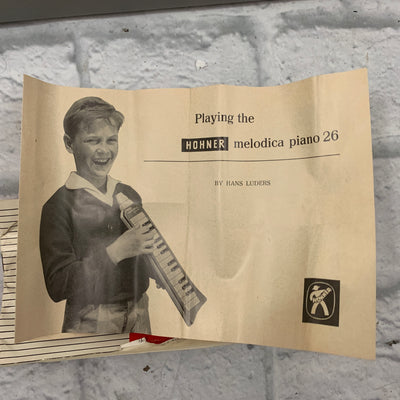 Playing the
HOHNER melodica piano 26
BY HANS LUDERS